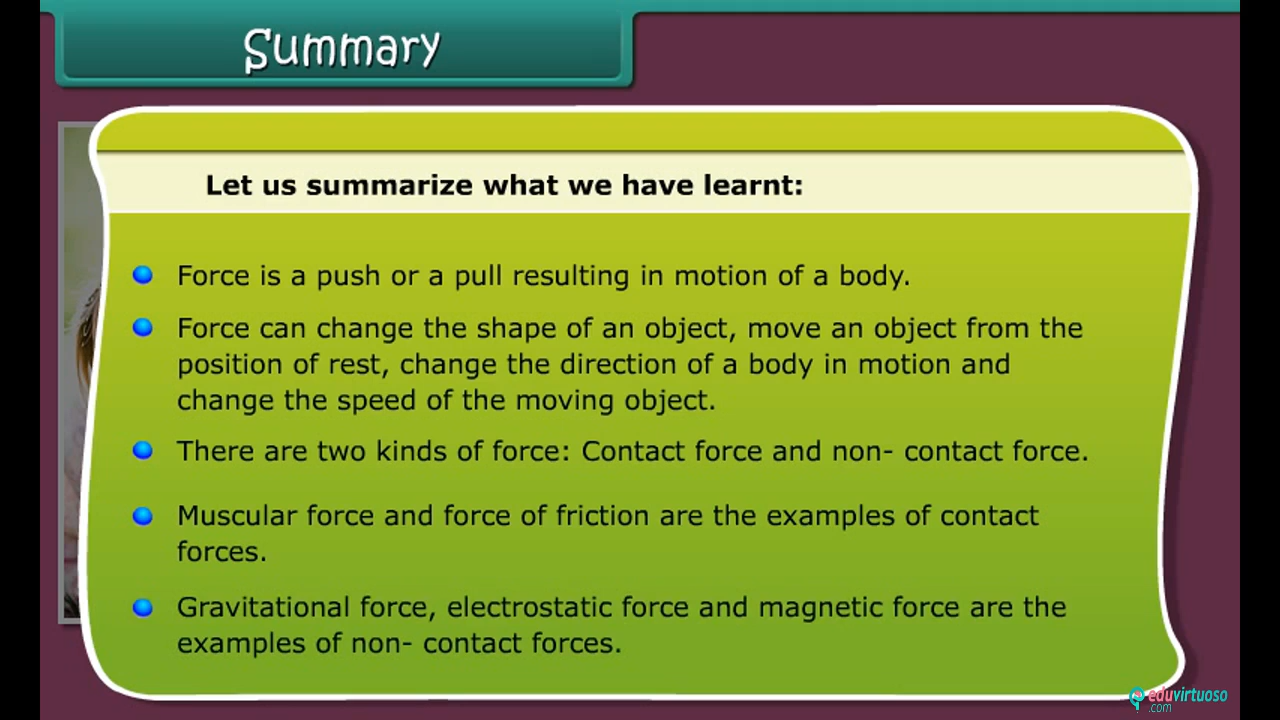 Summary
Let us summarize what we have learnt:
Force is a push or a pull resulting in motion of a body.
Force can change the shape of an object, move an object from the
position of rest, change the direction of a body in motion and
change the speed of the moving object.
There are two kinds of force: Contact force and non- contact force.
Muscular force and force of friction are the examples of contact
forces.
Gravitational force, electrostatic force and magnetic force are the
examples of non- contact forces.
eduvirtuoso
.com